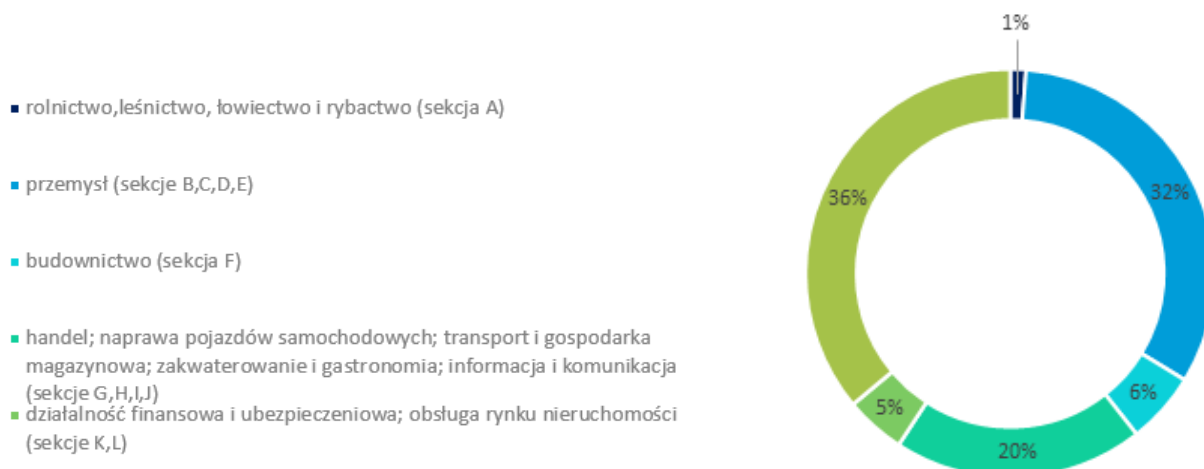 1%
rolnictwo,leśnictwo, łowiectwo i rybactwo (sekcja A)
przemysł (sekcje B,C,D,E)
36%
32%
budownictwo (sekcja F)
handel; naprawa pojazdów samochodowych; transport i gospodarka
magazynowa; zakwaterowanie i gastronomia; informacja i komunikacja
(sekcje G,H,I,J)
działalność finansowa i ubezpieczeniowa; obsługa rynku nieruchomości
(sekcje K,L)
5%
6%
20%